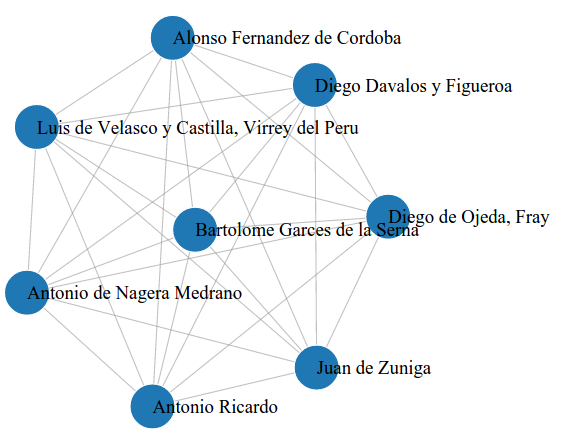 Alonso Fernandez de Cordoba
Diego Davalos y Figueroa
Luis de Velasco y Castilla, Virrey del Peru
Diego de Ojeda, Fray
Bartolome Garces de la Serna
Antonio de Nagera Medrano
Juan de Zuniga
Antonio Ricardo